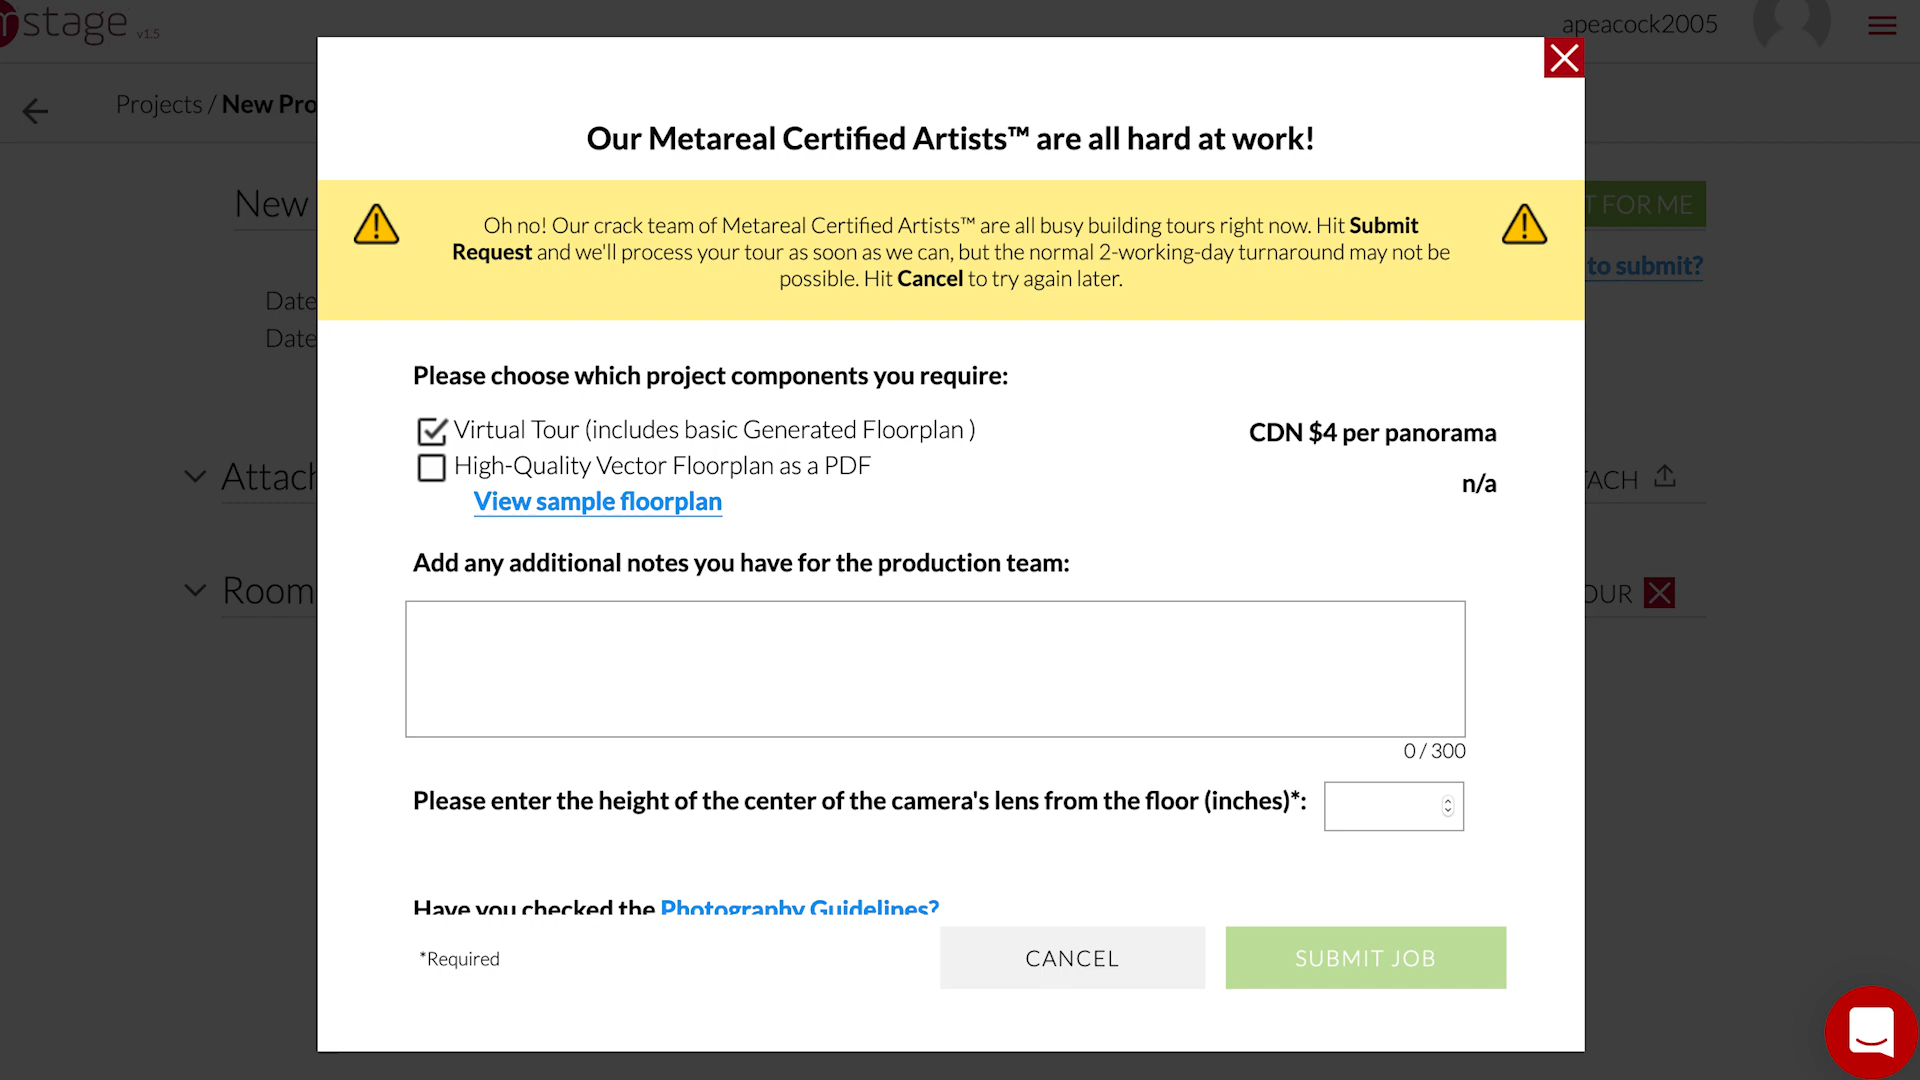 stage v1.5
apeacock2005
Projects / New Pro
Our Metareal Certified Artists™ are all hard at work!
New
T FOR ME
Oh no! Our crack team of Metareal Certified Artists™ are all busy building tours right now. Hit Submit
Request and we'll process your tour as soon as we can, but the normal 2-working-day turnaround may not be
possible. Hit Cancel to try again later.
to submit?
Date
Date
Please choose which project components you require:
Virtual Tour (includes basic Generated Floorplan )
CDN $4 per panorama
High-Quality Vector Floorplan as a PDF
n/a
View sample floorplan
Attach
TACH
Add any additional notes you have for the production team:
Room
OUR
0 / 300
Please enter the height of the center of the camera's lens from the floor (inches)*:
Have you checked the Photography Guidelines?
*Required
CANCEL
SUBMIT JOB